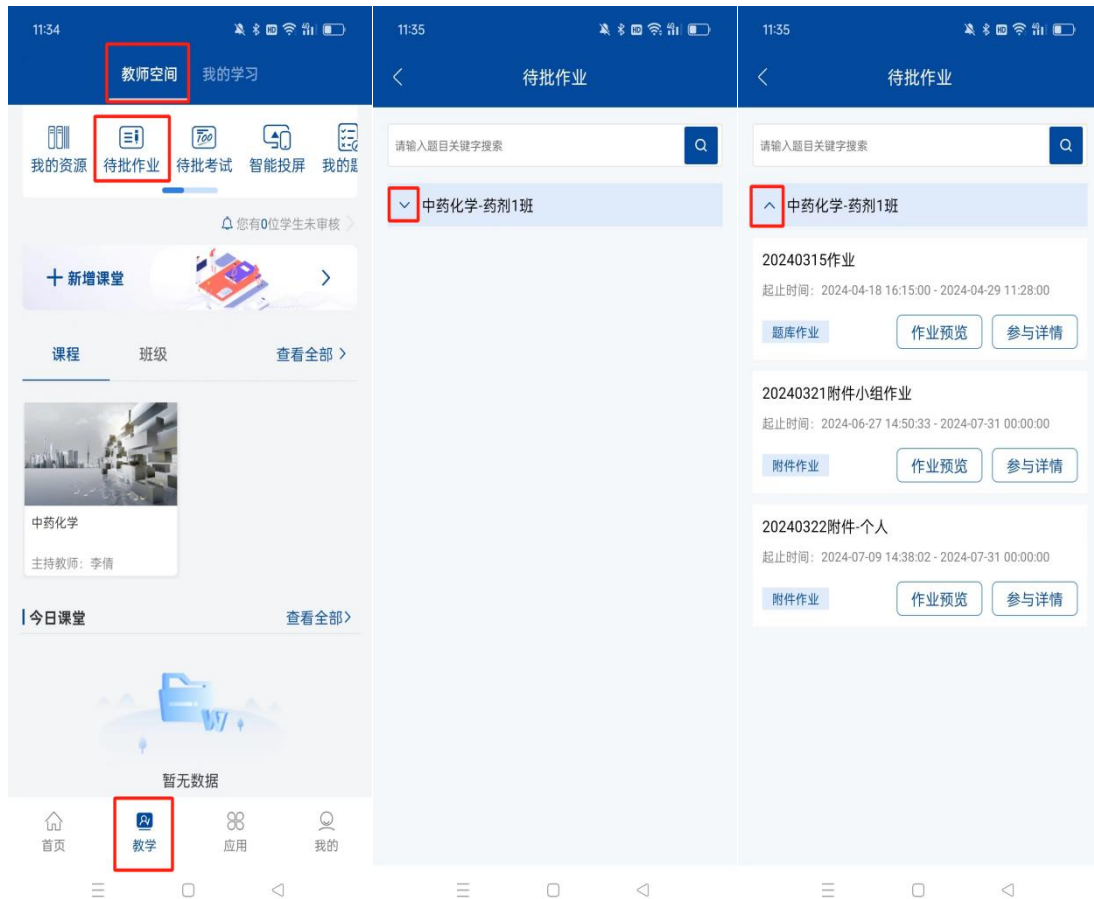 11:34
教师空间 我的学习
我的资源 待批作业 待批考试 智能投屏 我的题
您有0位学生未审核
新增课堂
课程 班级 查看全部
中药化学
主持教师：李倩
今日课堂 查看全部
暂无数据
首页 教学 应用 我的
11:35
待批作业
请输入题目关键字搜索
中药化学-药剂1班
11:35
待批作业
请输入题目关键字搜索
中药化学-药剂1班
20240315作业
起止时间：2024-04-18 16:15:00 - 2024-04-29 11:28:00
题库作业 作业预览 参与详情
20240321附件小组作业
起止时间：2024-06-27 14:50:33 - 2024-07-31 00:00:00
附件作业 作业预览 参与详情
20240322附件-个人
起止时间：2024-07-09 14:38:02 - 2024-07-31 00:00:00
附件作业 作业预览 参与详情